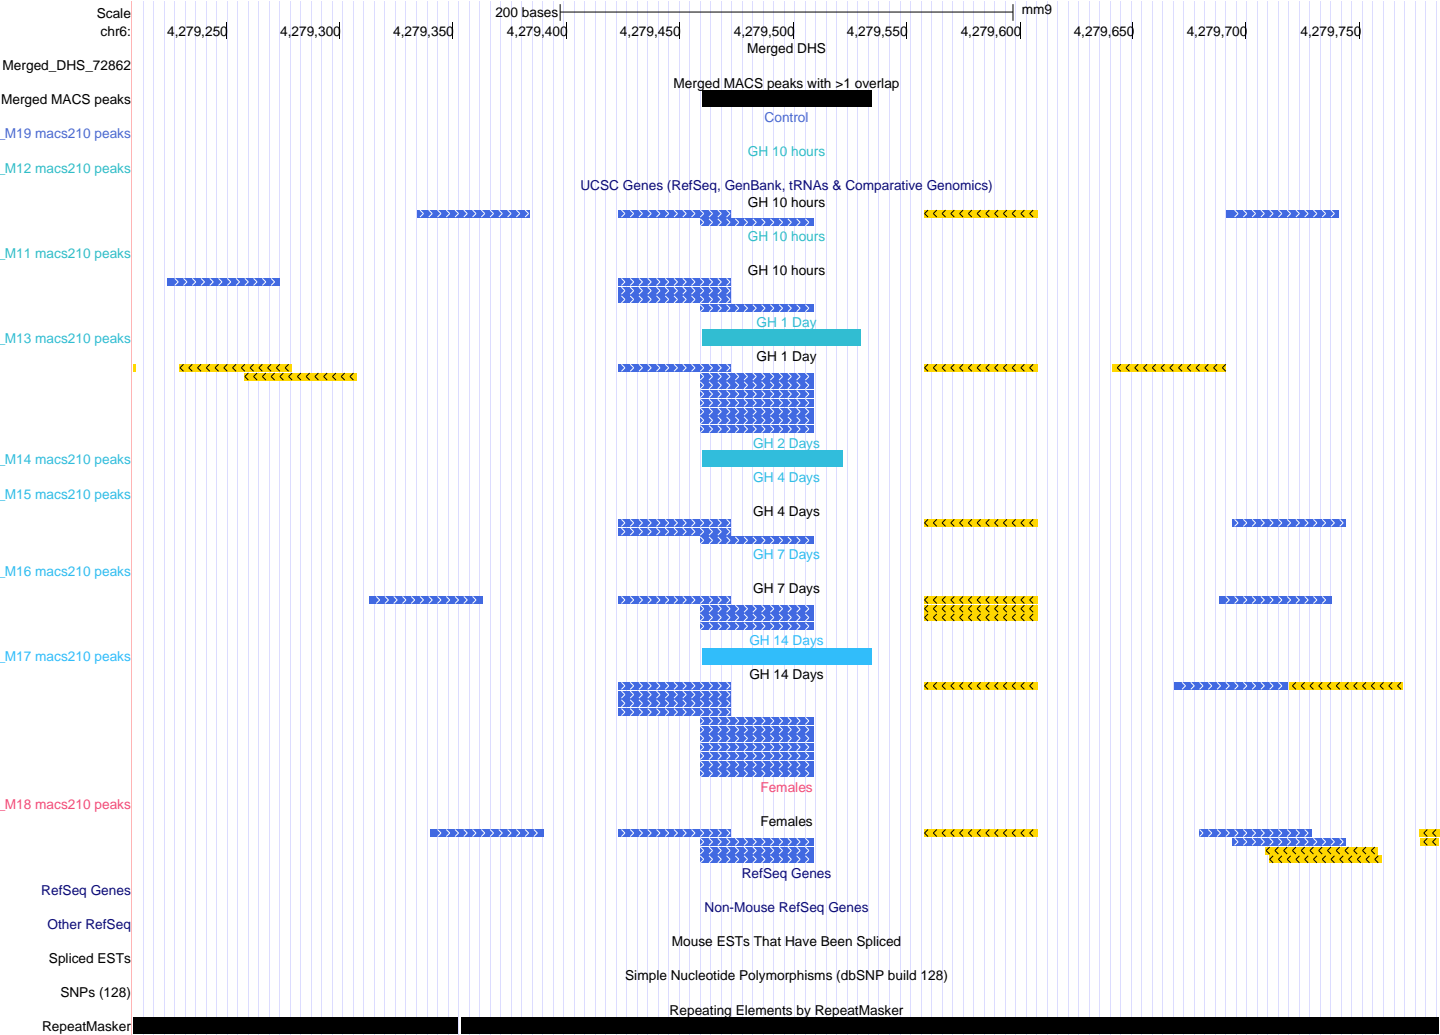 Scale 200 bases mm9
chr6: 4,279,250 4,279,300 4,279,350 4,279,400 4,279,450 4,279,500 4,279,550 4,279,600 4,279,650 4,279,700 4,279,750
Merged DHS
Merged_DHS_72862
Merged MACS peaks with >1 overlap
Merged MACS peaks
Control
_M19 macs210 peaks
GH 10 hours
_M12 macs210 peaks
UCSC Genes (RefSeq, GenBank, tRNAs & Comparative Genomics)
GH 10 hours
GH 10 hours
_M11 macs210 peaks
GH 10 hours
GH 1 Day
_M13 macs210 peaks
GH 1 Day
GH 2 Days
_M14 macs210 peaks
GH 4 Days
_M15 macs210 peaks
GH 4 Days
GH 7 Days
_M16 macs210 peaks
GH 7 Days
GH 14 Days
_M17 macs210 peaks
GH 14 Days
Females
_M18 macs210 peaks
Females
RefSeq Genes
RefSeq Genes
Non-Mouse RefSeq Genes
Other RefSeq
Mouse ESTs That Have Been Spliced
Spliced ESTs
Simple Nucleotide Polymorphisms (dbSNP build 128)
SNPs (128)
Repeating Elements by RepeatMasker
RepeatMasker